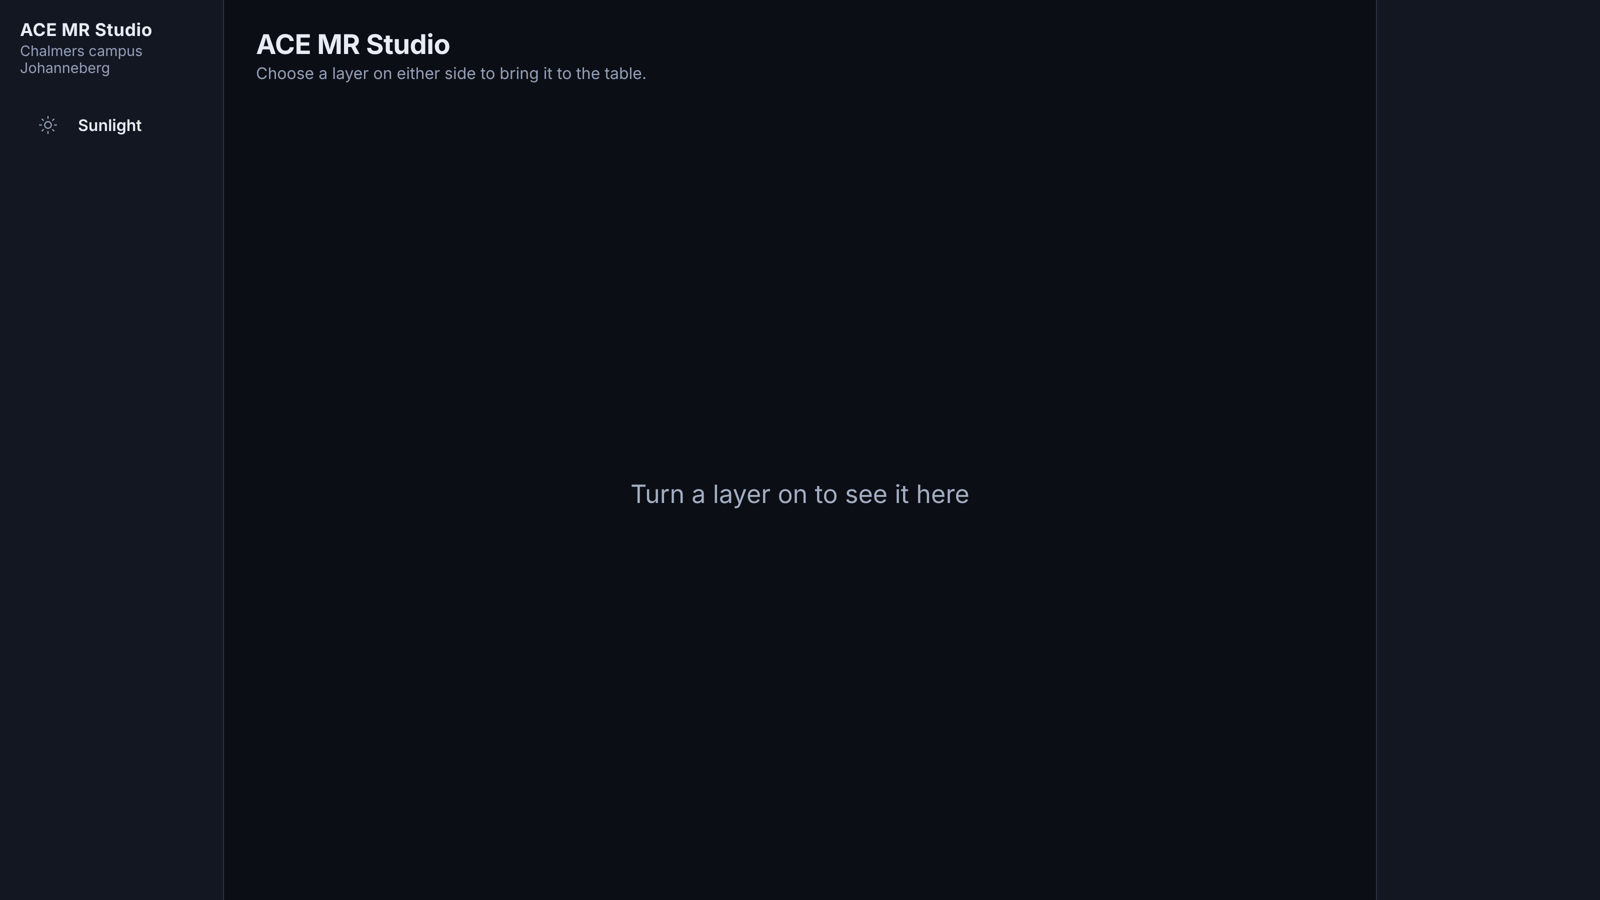 ACE MR Studio
Chalmers campus
Johanneberg
Sunlight
ACE MR Studio
Choose a layer on either side to bring it to the table.
Turn a layer on to see it here